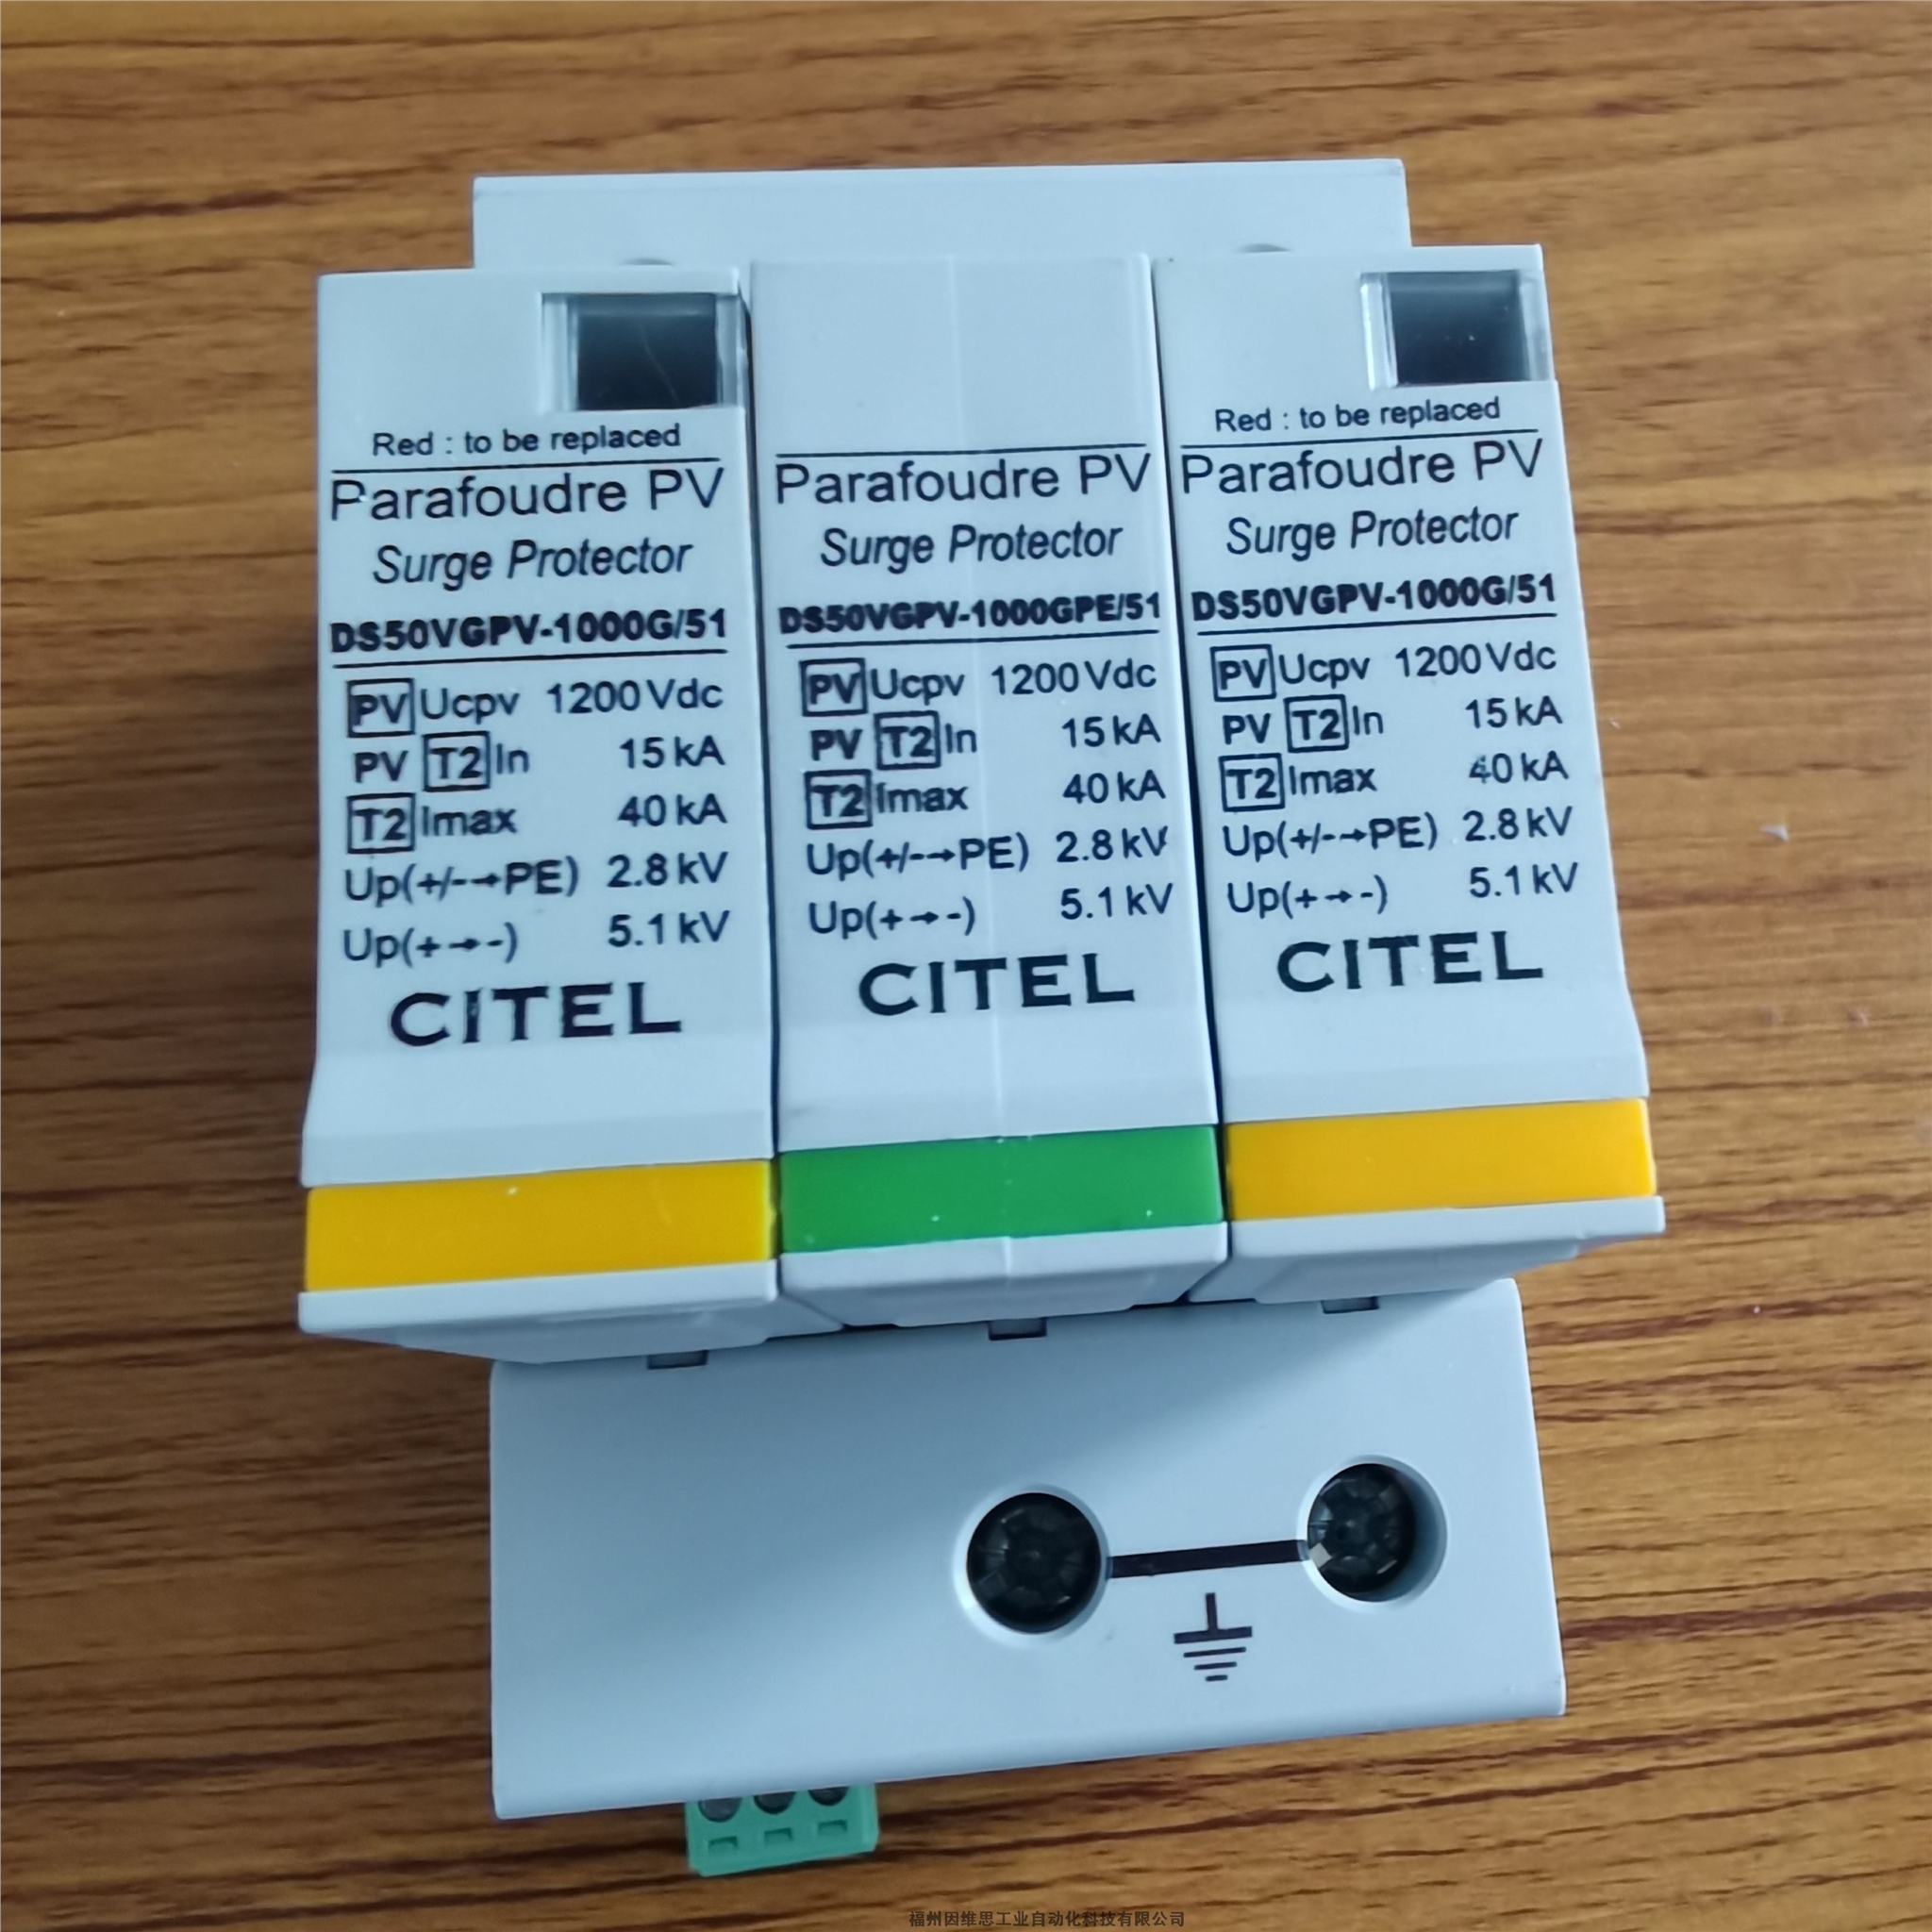 Red : to be replaced
Parafoudre PV
Surge Protector
DS50VGPV-1000G/51
PV Ucpv 1200 Vdc
PV T2 In 15 kA
T2 Imax 40 kA
Up(+/-→PE) 2.8 kV
Up(+→-) 5.1 kV
CITEL
Parafoudre PV
Surge Protector
DS50VGPV-1000GPE/51
PV Ucpv 1200 Vdc
PV T2 In 15 kA
T2 Imax 40 kA
Up(+/-→PE) 2.8 kV
Up(+→-) 5.1 kV
CITEL
Red : to be replaced
Parafoudre PV
Surge Protector
DS50VGPV-1000G/51
PV Ucpv 1200 Vdc
PV T2 In 15 kA
T2 Imax 40 kA
Up(+/-→PE) 2.8 kV
Up(+→-) 5.1 kV
CITEL
福州因维思工业自动化科技有限公司